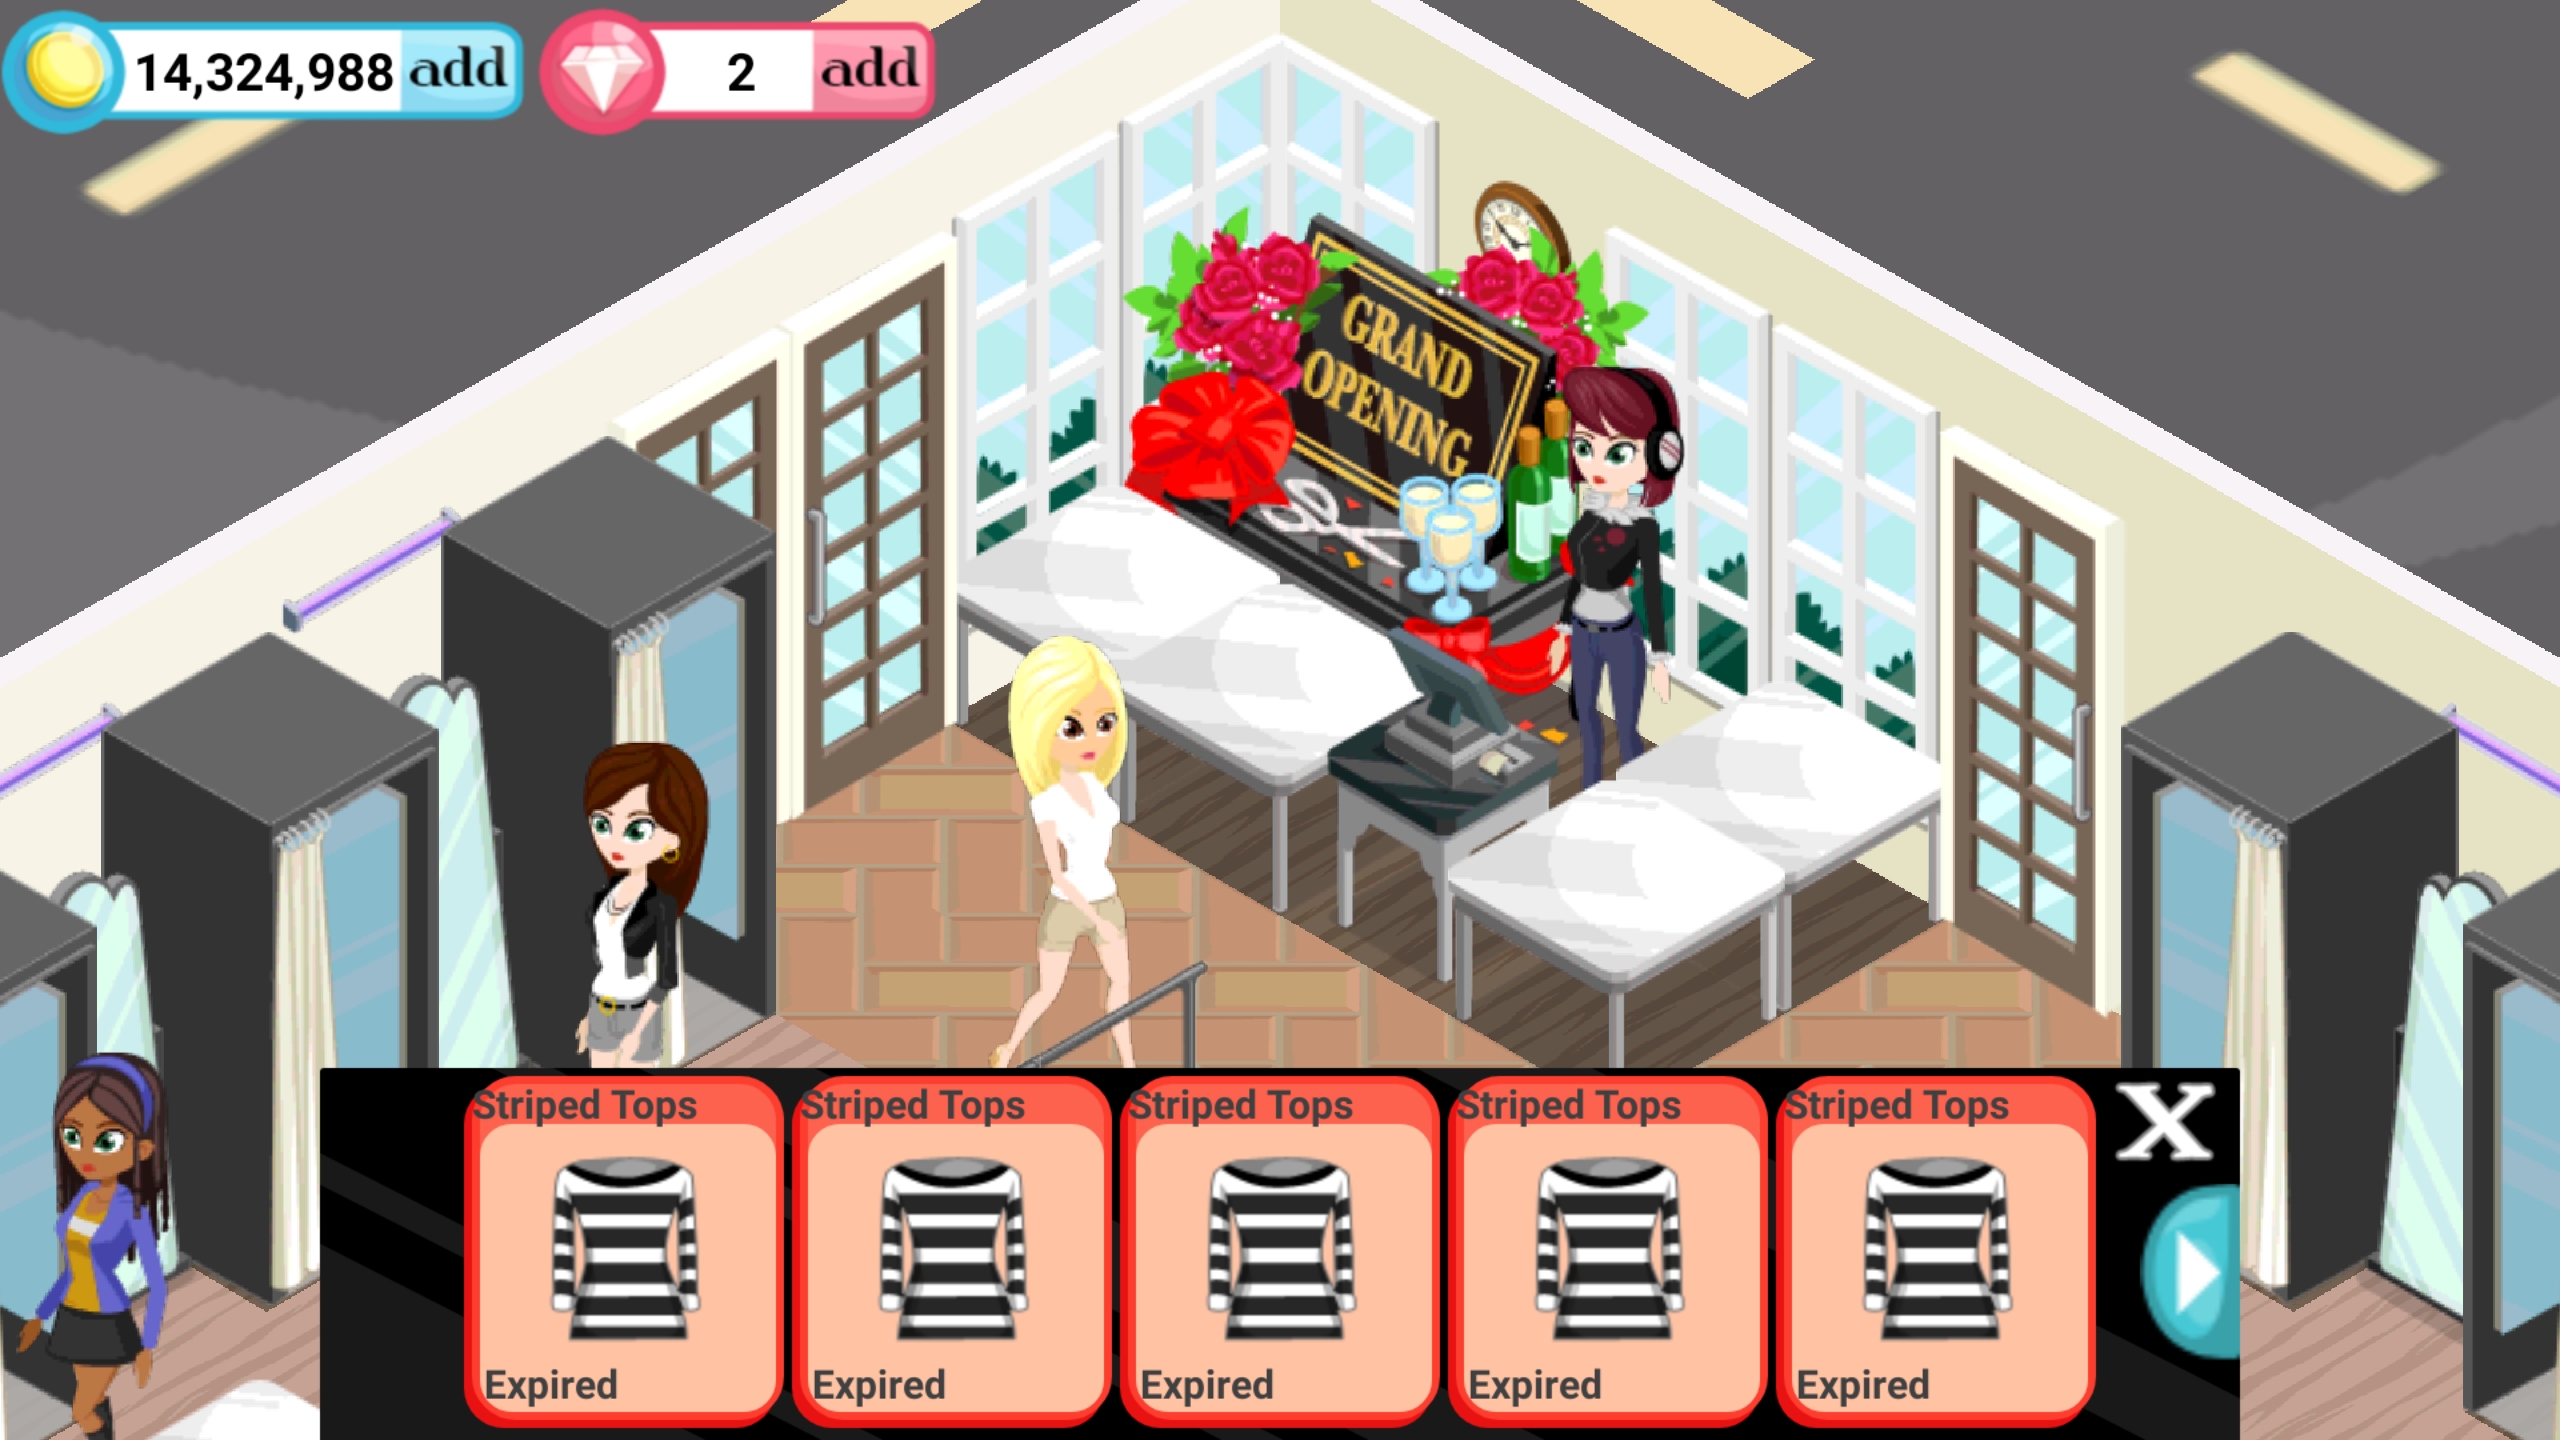 14,324,988 add 2 add
GRAND
OPENING
Striped Tops Striped Tops Striped Tops Striped Tops Striped Tops X
Expired Expired Expired Expired Expired